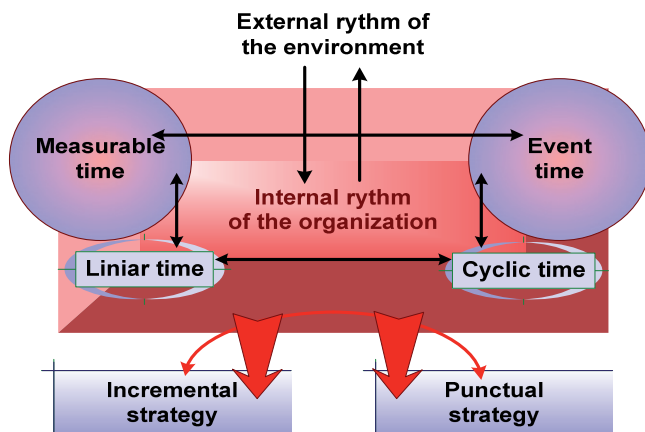 External rythm of
the environment
Measurable
time
Event
time
Internal rythm
of the organization
Liniar time
Cyclic time
Incremental
strategy
Punctual
strategy